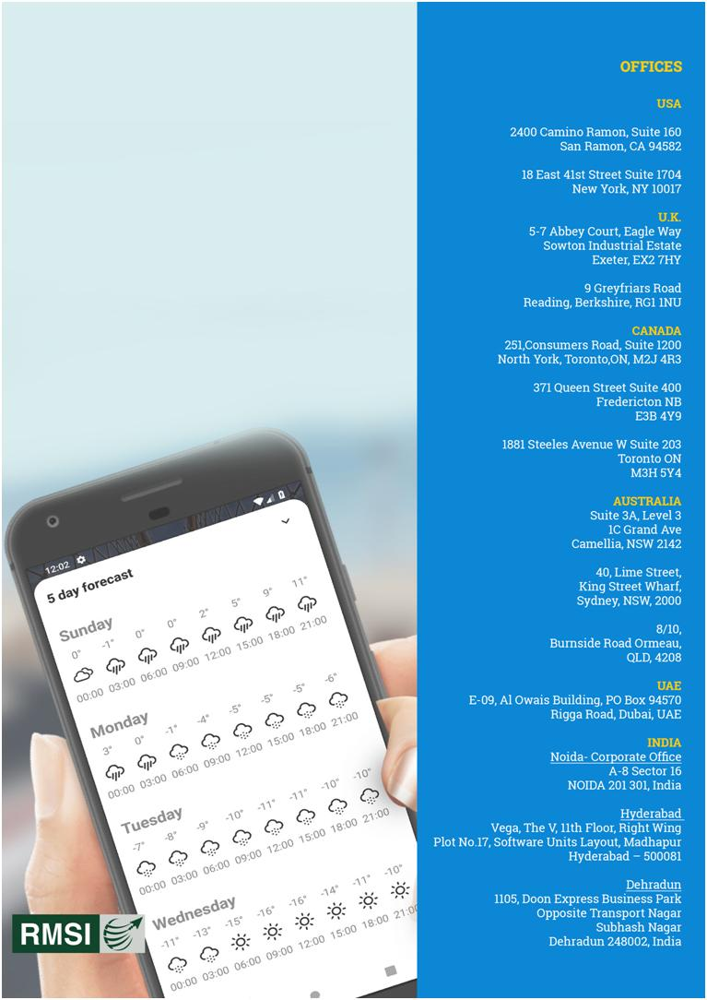 OFFICES
USA
2400 Camino Ramon, Suite 160
San Ramon, CA 94582
18 East 41st Street Suite 1704
New York, NY 10017
U.K.
5-7 Abbey Court, Eagle Way
Sowton Industrial Estate
Exeter, EX2 7HY
9 Greyfriars Road
Reading, Berkshire, RG1 1NU
CANADA
251,Consumers Road, Suite 1200
North York, Toronto,ON, M2J 4R3
371 Queen Street Suite 400
Fredericton NB
E3B 4Y9
1881 Steeles Avenue W Suite 203
Toronto ON
M3H 5Y4
AUSTRALIA
Suite 3A, Level 3
1C Grand Ave
Camellia, NSW 2142
40, Lime Street,
King Street Wharf,
Sydney, NSW, 2000
8/10,
Burnside Road Ormeau,
QLD, 4208
UAE
E-09, Al Owais Building, PO Box 94570
Rigga Road, Dubai, UAE
INDIA
Noida- Corporate Office
A-8 Sector 16
NOIDA 201 301, India
Hyderabad
Vega, The V, 11th Floor, Right Wing
Plot No.17, Software Units Layout, Madhapur
Hyderabad – 500081
Dehradun
1105, Doon Express Business Park
Opposite Transport Nagar
Subhash Nagar
Dehradun 248002, India
12:02
5 day forecast
Sunday
0° -1° 0° 0° 2° 5° 9° 11°
00:00 03:00 06:00 09:00 12:00 15:00 18:00 21:00
Monday
3° 0° -1° -4° -5° -5° -5° -6°
00:00 03:00 06:00 09:00 12:00 15:00 18:00 21:00
Tuesday
-7° -8° -9° -10° -11° -11° -10° -10°
00:00 03:00 06:00 09:00 12:00 15:00 18:00 21:00
Wednesday
-11° -13° -15° -16° -16° -14° -11° -10°
00:00 03:00 06:00 09:00 12:00 15:00 18:00 21:00
RMSI